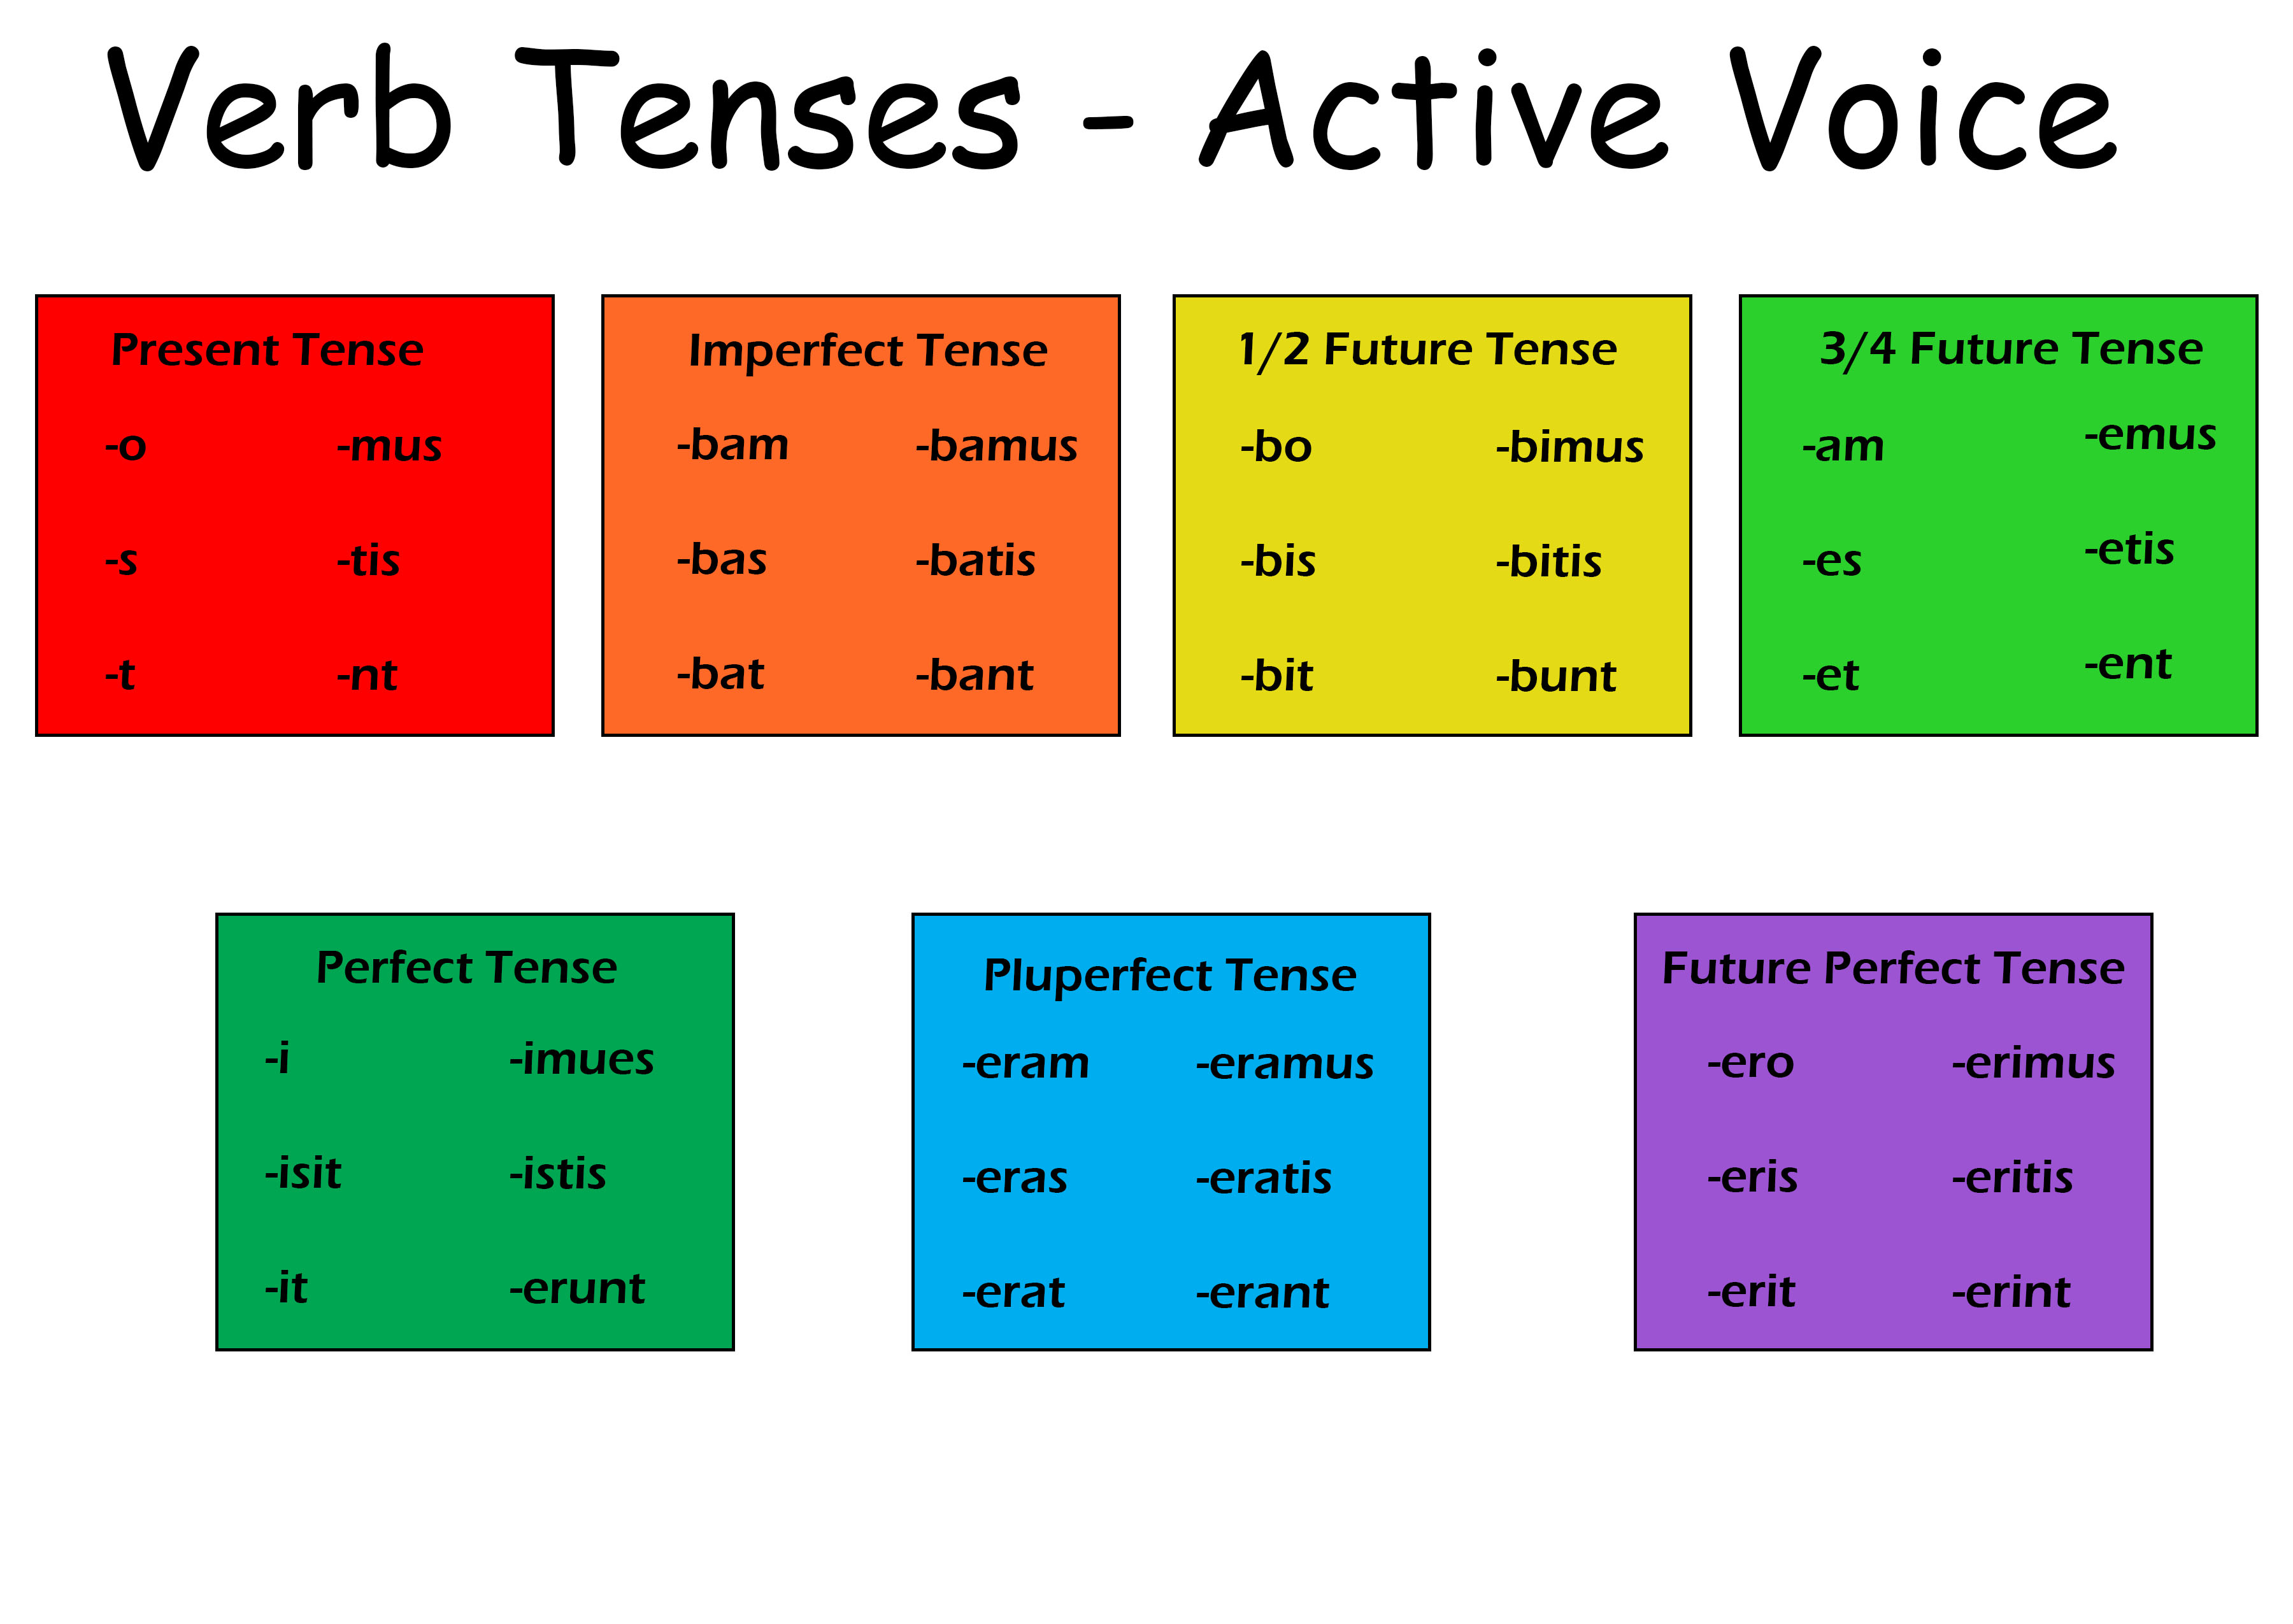 Verb Tenses - Active Voice
Present Tense
-o -mus
-s -tis
-t -nt
Imperfect Tense
-bam -bamus
-bas -batis
-bat -bant
1/2 Future Tense
-bo -bimus
-bis -bitis
-bit -bunt
3/4 Future Tense
-am -emus
-es -etis
-et -ent
Perfect Tense
-i -imues
-isit -istis
-it -erunt
Pluperfect Tense
-eram -eramus
-eras -eratis
-erat -erant
Future Perfect Tense
-ero -erimus
-eris -eritis
-erit -erint